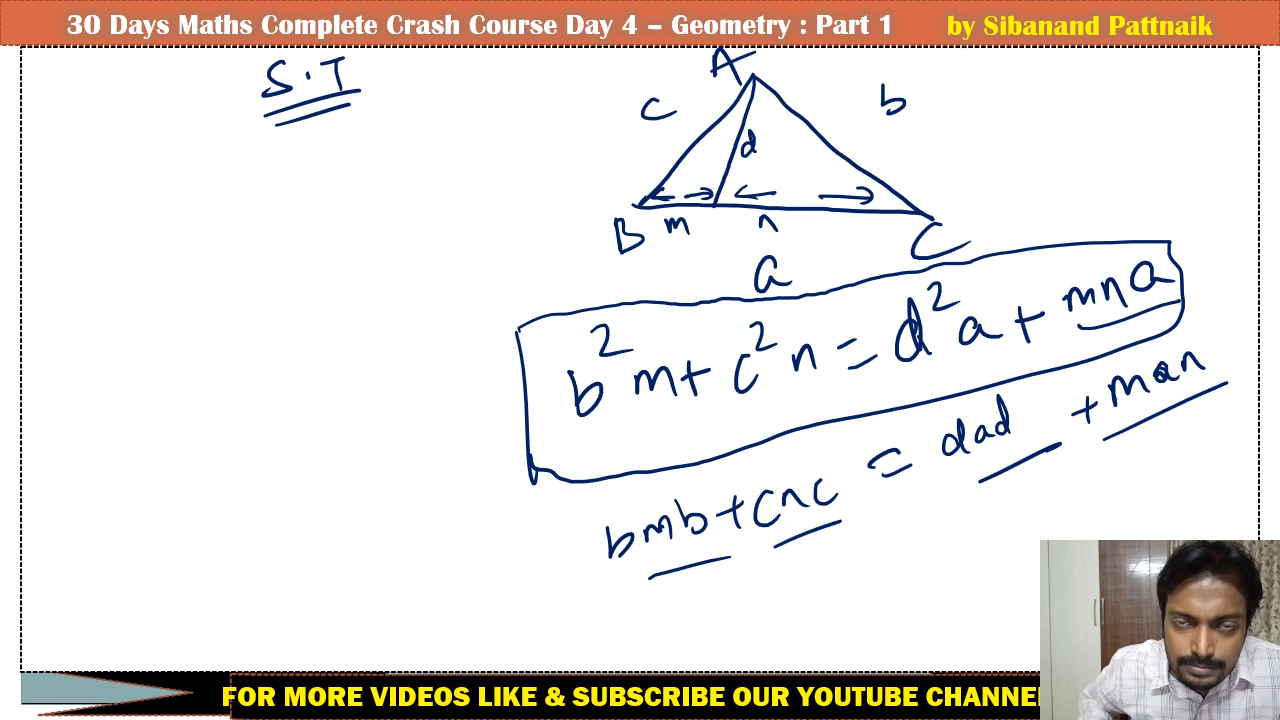 30 Days Maths Complete Crash Course Day 4 – Geometry : Part 1 by Sibanand Pattnaik
S.T
A
c b
d
B m n C
a
b²m + c²n = d²a + mna
bmb + cnc = dad + man
FOR MORE VIDEOS LIKE & SUBSCRIBE OUR YOUTUBE CHANNE